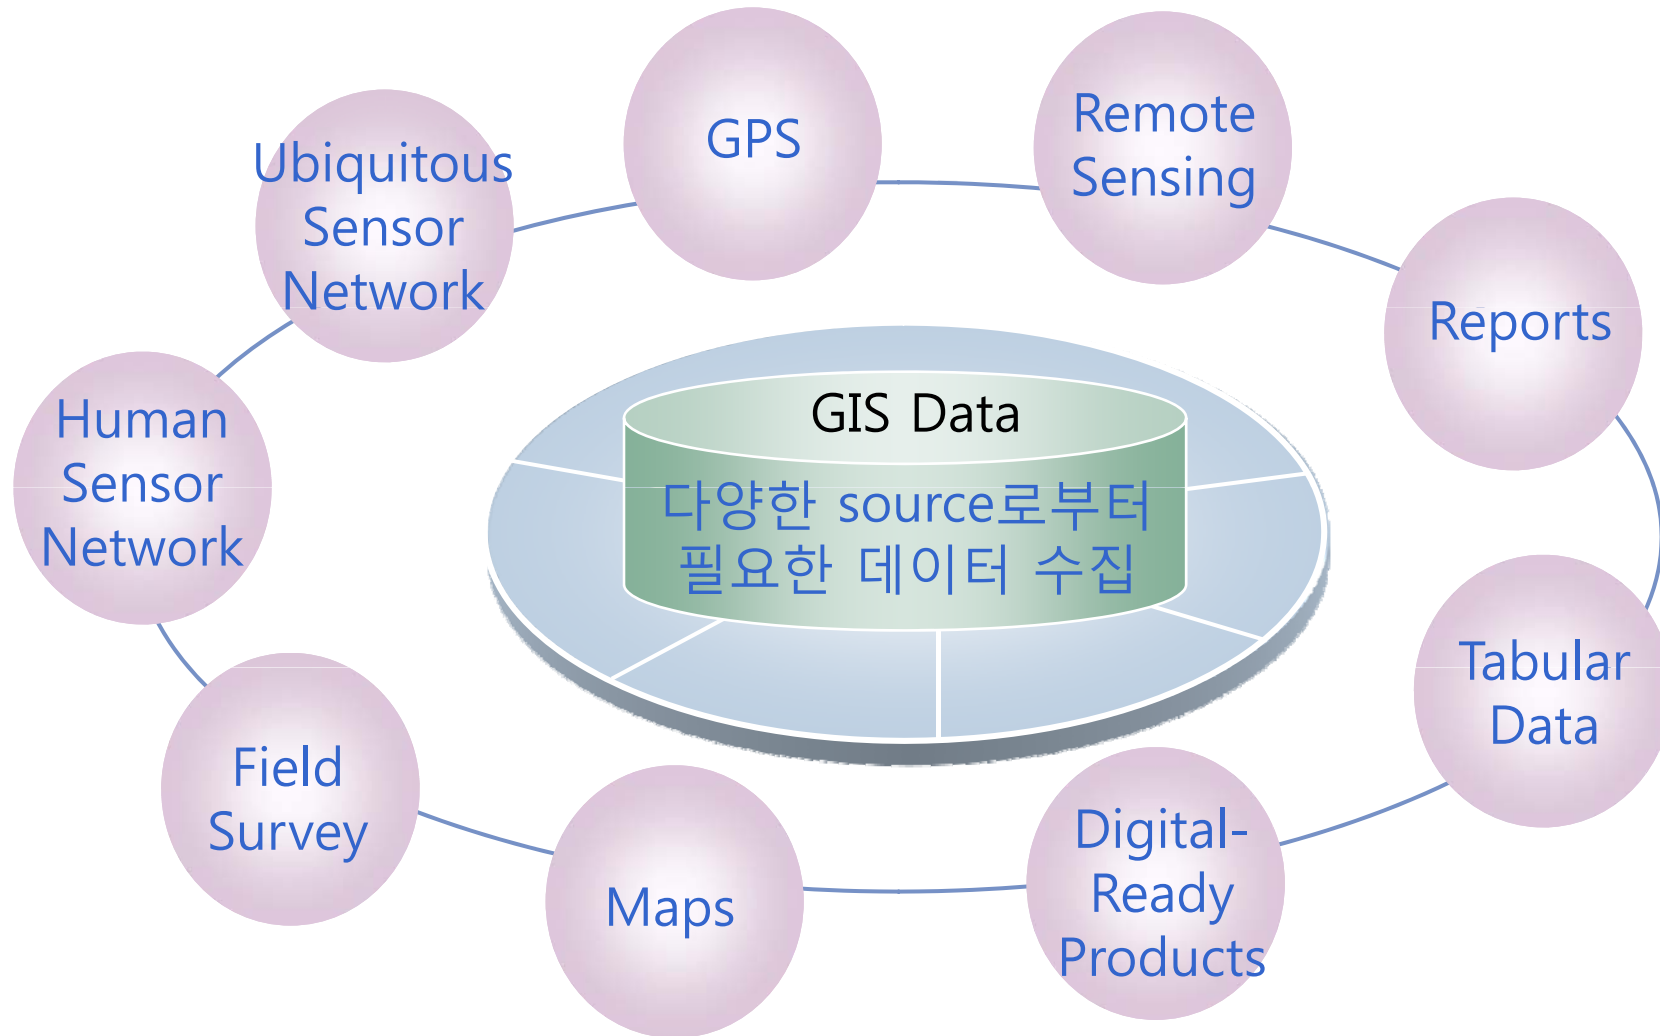 GPS
Remote
Sensing
Ubiquitous
Sensor
Network
Reports
GIS Data
다양한 source로부터
필요한 데이터 수집
Human
Sensor
Network
Tabular
Data
Field
Survey
Maps
Digital-
Ready
Products